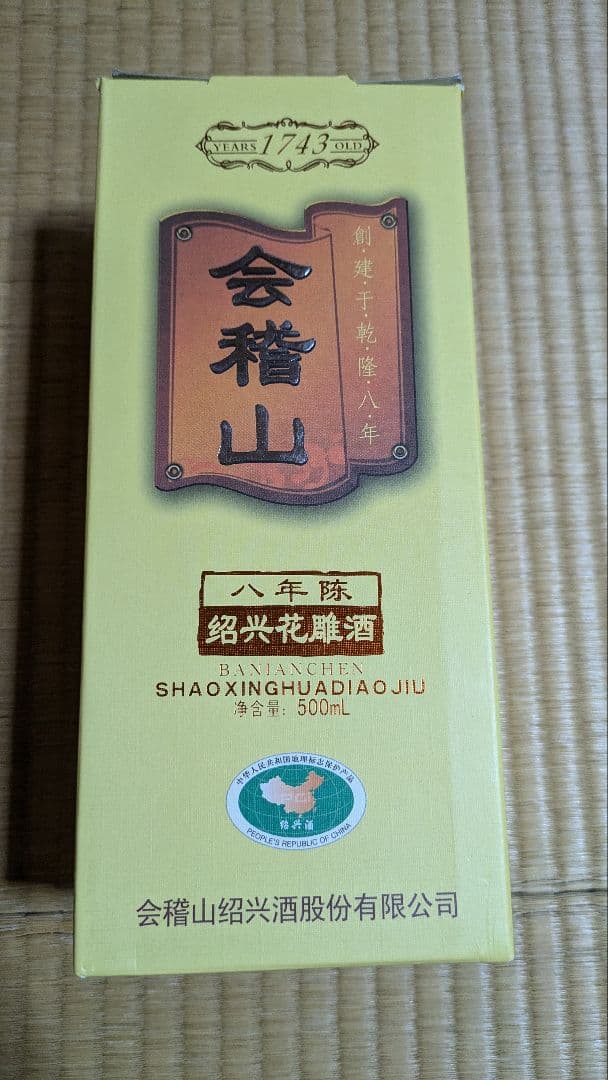 YEARS 1743 OLD
会稽山
創·建·于·乾·隆·八·年
八年陈
绍兴花雕酒
BANIANCHEN
SHAOXINGHUADIAOJIU
净含量: 500mL
中华人民共和国地理标志保护产品
绍兴酒
PEOPLE'S REPUBLIC OF CHINA
会稽山绍兴酒股份有限公司